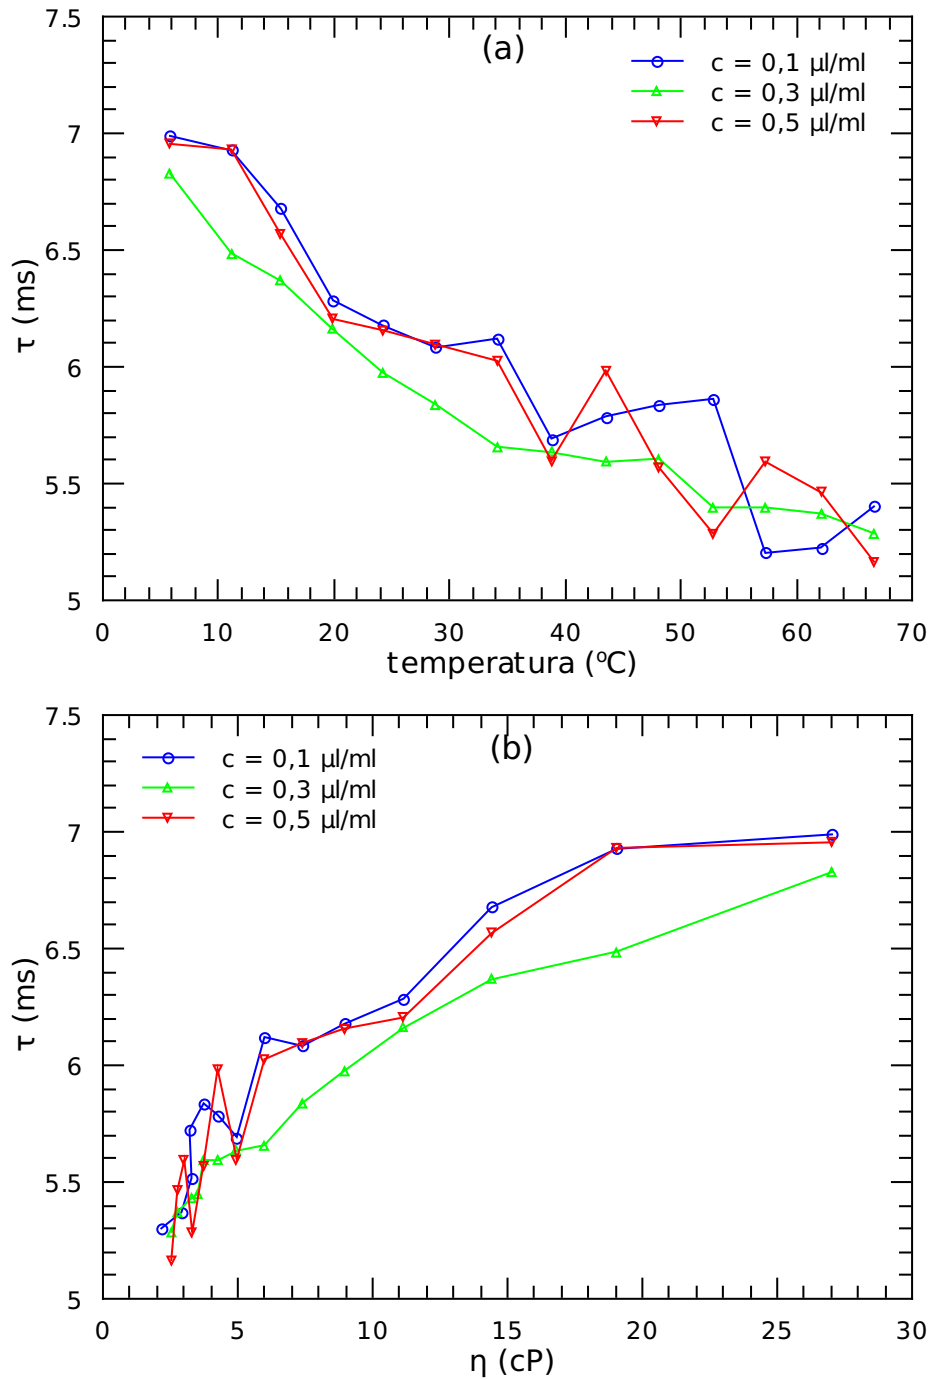 (a)
c = 0,1 µl/ml
c = 0,3 µl/ml
c = 0,5 µl/ml
7.5
7
6.5
6
5.5
5
τ (ms)
0 10 20 30 40 50 60 70
temperatura (ºC)
(b)
c = 0,1 µl/ml
c = 0,3 µl/ml
c = 0,5 µl/ml
7.5
7
6.5
6
5.5
5
τ (ms)
0 5 10 15 20 25 30
η (cP)